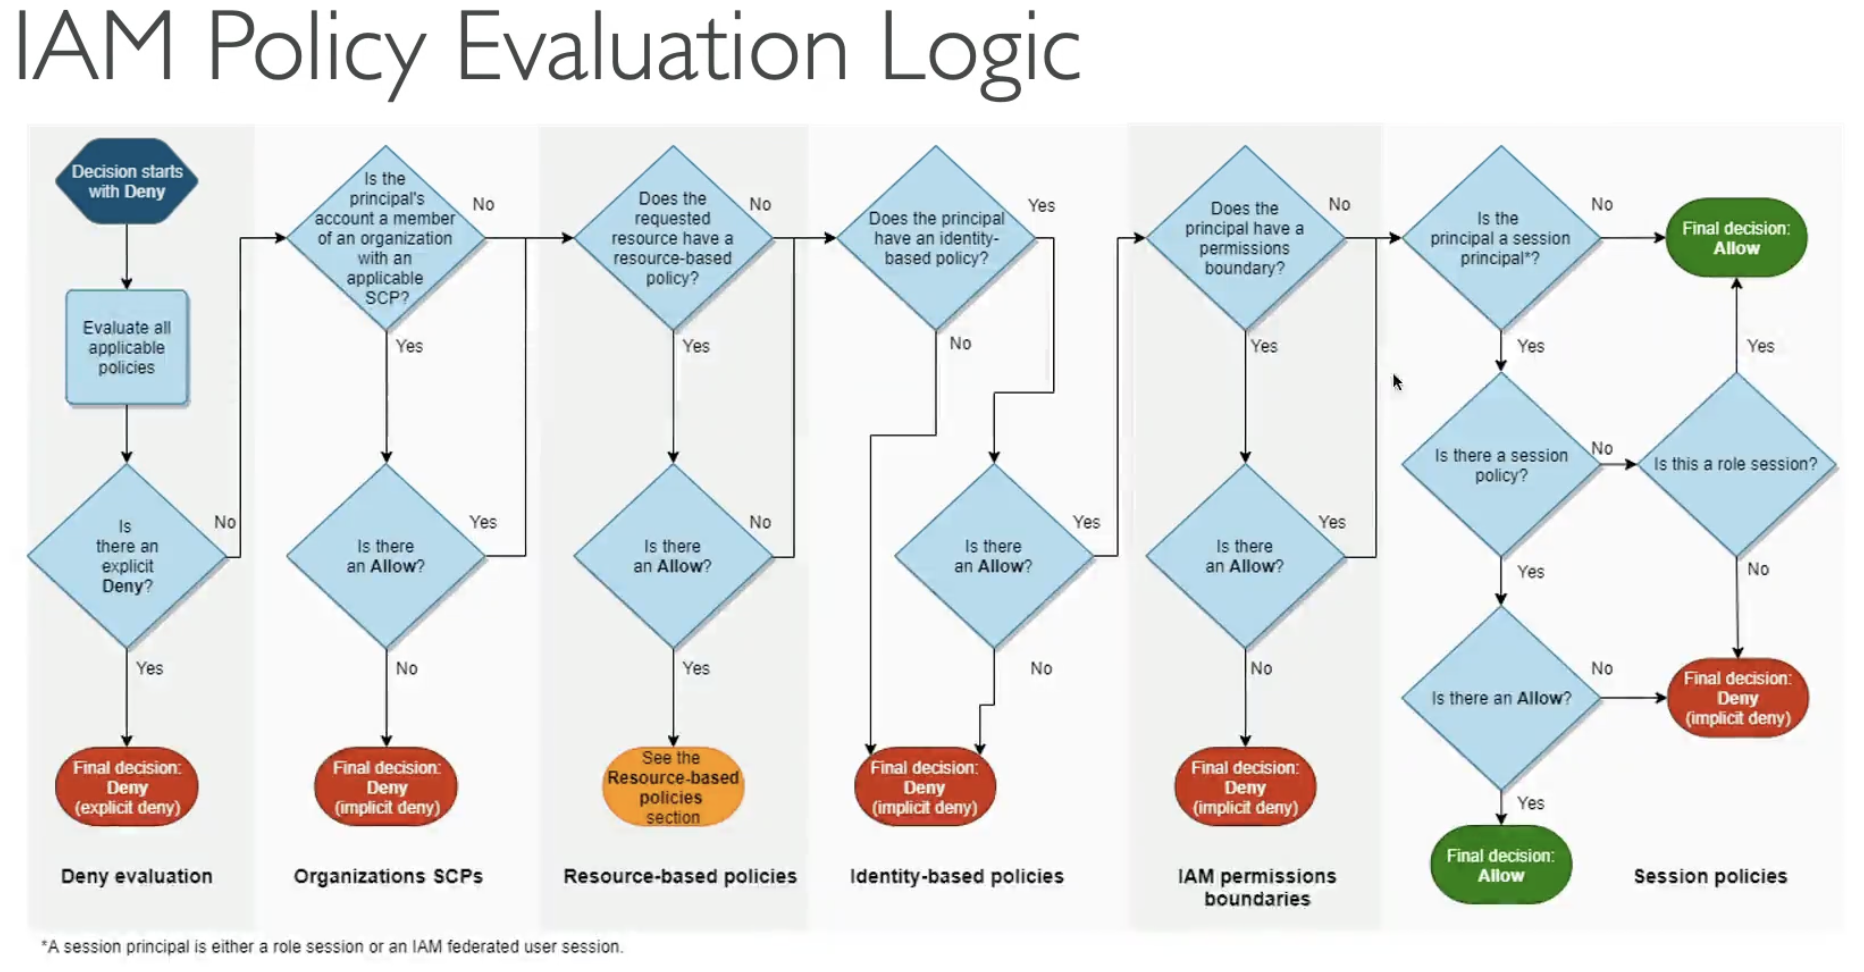 IAM Policy Evaluation Logic
Decision starts
with Deny
Evaluate all
applicable
policies
Is
there an
explicit
Deny?
No
Yes
Final decision:
Deny
(explicit deny)
Deny evaluation
Is the
principal's
account a member
of an organization
with an
applicable
SCP?
No
Yes
Is there
an Allow?
Yes
No
Final decision:
Deny
(implicit deny)
Organizations SCPs
Does the
requested
resource have a
resource-based
policy?
No
Yes
Is there
an Allow?
No
Yes
See the
Resource-based
policies
section
Resource-based policies
Does the principal
have an identity-
based policy?
Yes
No
Is there
an Allow?
Yes
No
Final decision:
Deny
(implicit deny)
Identity-based policies
Does the
principal have a
permissions
boundary?
No
Yes
Is there
an Allow?
Yes
No
Final decision:
Deny
(implicit deny)
IAM permissions
boundaries
Is the
principal a session
principal*?
No
Final decision:
Allow
Yes
Yes
Is there a session
policy?
No
Is this a role session?
Yes
No
Is there an Allow?
No
Final decision:
Deny
(implicit deny)
Yes
Final decision:
Allow
Session policies
*A session principal is either a role session or an IAM federated user session.